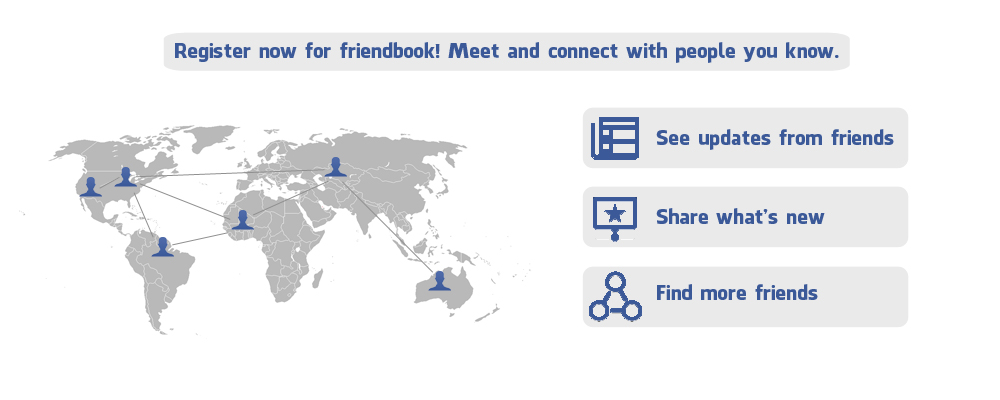 Register now for friendbook! Meet and connect with people you know.
See updates from friends
Share what's new
Find more friends